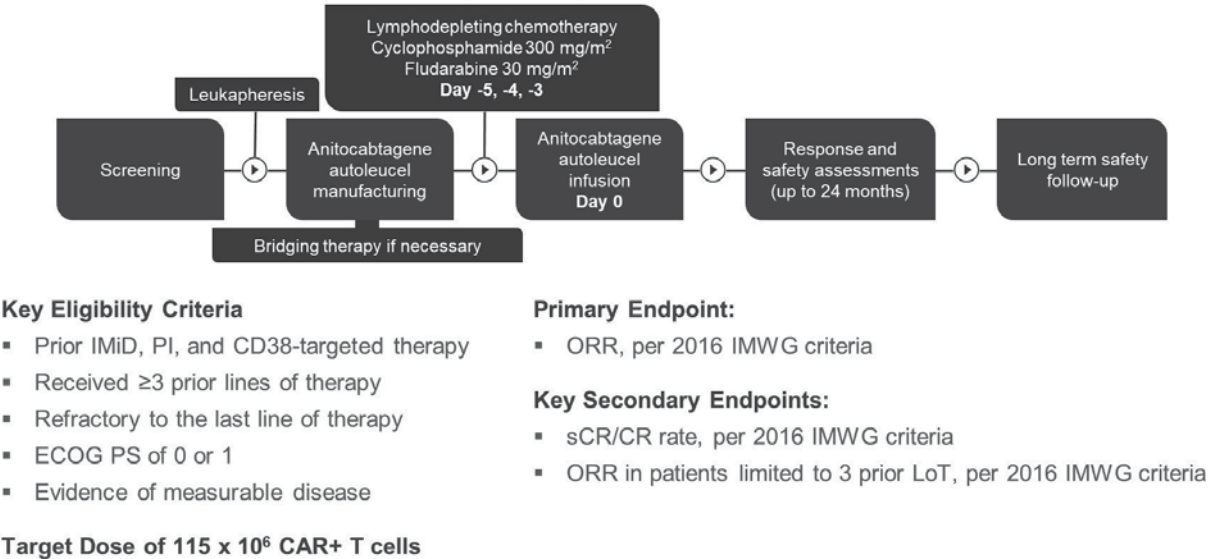 Lymphodepleting chemotherapy
Cyclophosphamide 300 mg/m²
Fludarabine 30 mg/m²
Day -5, -4, -3
Leukapheresis
Screening
Anitocabtagene
autoleucel
manufacturing
Anitocabtagene
autoleucel
infusion
Day 0
Response and
safety assessments
(up to 24 months)
Long term safety
follow-up
Bridging therapy if necessary
Key Eligibility Criteria
▪ Prior IMiD, PI, and CD38-targeted therapy
▪ Received ≥3 prior lines of therapy
▪ Refractory to the last line of therapy
▪ ECOG PS of 0 or 1
▪ Evidence of measurable disease
Target Dose of 115 x 10⁶ CAR+ T cells
Primary Endpoint:
▪ ORR, per 2016 IMWG criteria
Key Secondary Endpoints:
▪ sCR/CR rate, per 2016 IMWG criteria
▪ ORR in patients limited to 3 prior LoT, per 2016 IMWG criteria